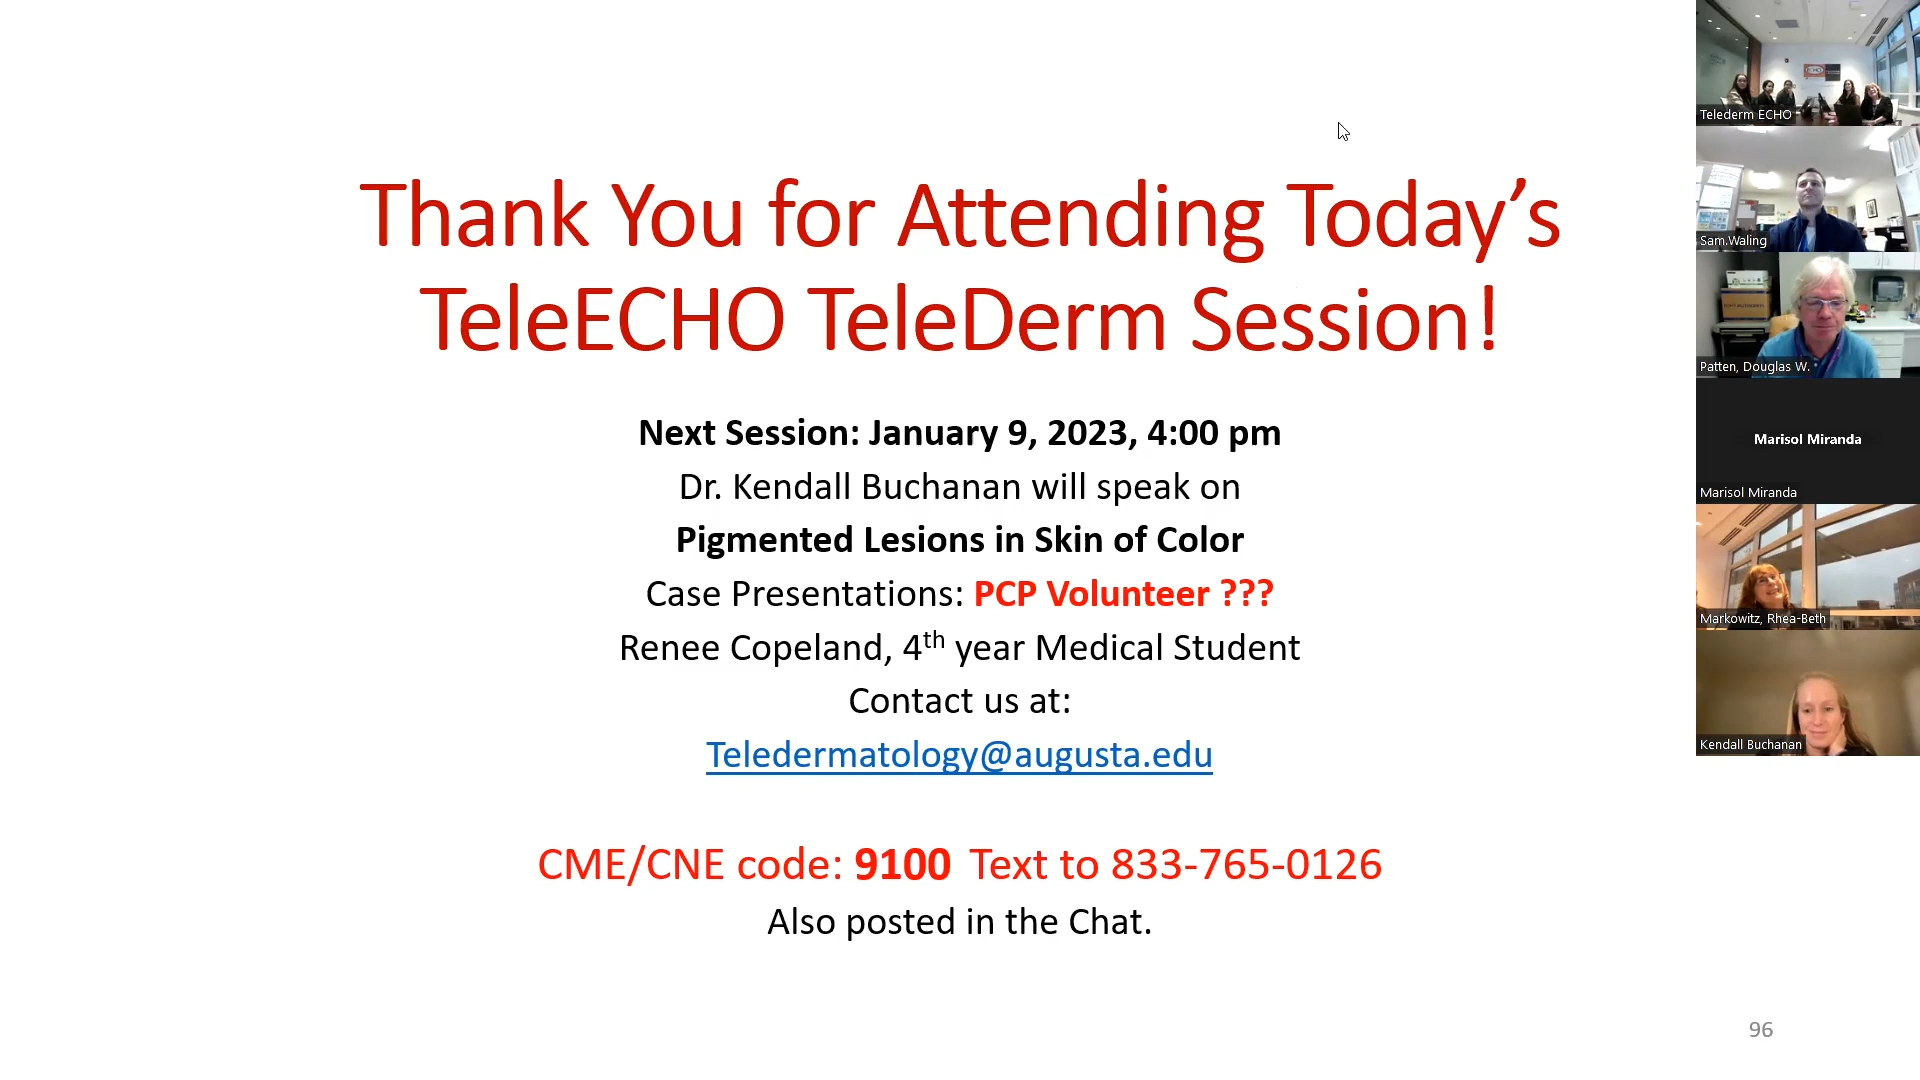 Thank You for Attending Today’s
TeleECHO TeleDerm Session!
Next Session: January 9, 2023, 4:00 pm
Dr. Kendall Buchanan will speak on
Pigmented Lesions in Skin of Color
Case Presentations: PCP Volunteer ???
Renee Copeland, 4th year Medical Student
Contact us at:
Teledermatology@augusta.edu
CME/CNE code: 9100 Text to 833-765-0126
Also posted in the Chat.
96
Telederm ECHO
Sam.Waling
Patten, Douglas W.
Marisol Miranda
Marisol Miranda
Markowitz, Rhea-Beth
Kendall Buchanan